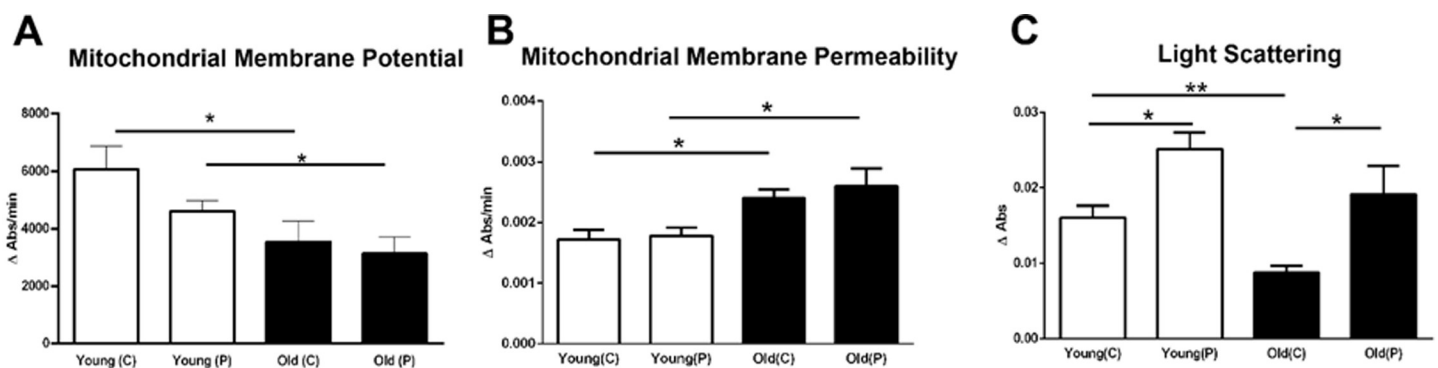 A
Mitochondrial Membrane Potential
Δ Abs/min
8000
6000
4000
2000
0
*
*
Young (C)
Young (P)
Old (C)
Old (P)
B
Mitochondrial Membrane Permeability
Δ Abs/min
0.004
0.003
0.002
0.001
0.000
*
*
Young(C)
Young(P)
Old(C)
Old(P)
C
Light Scattering
Δ Abs
0.03
0.02
0.01
0.00
**
*
*
Young(C)
Young(P)
Old(C)
Old(P)